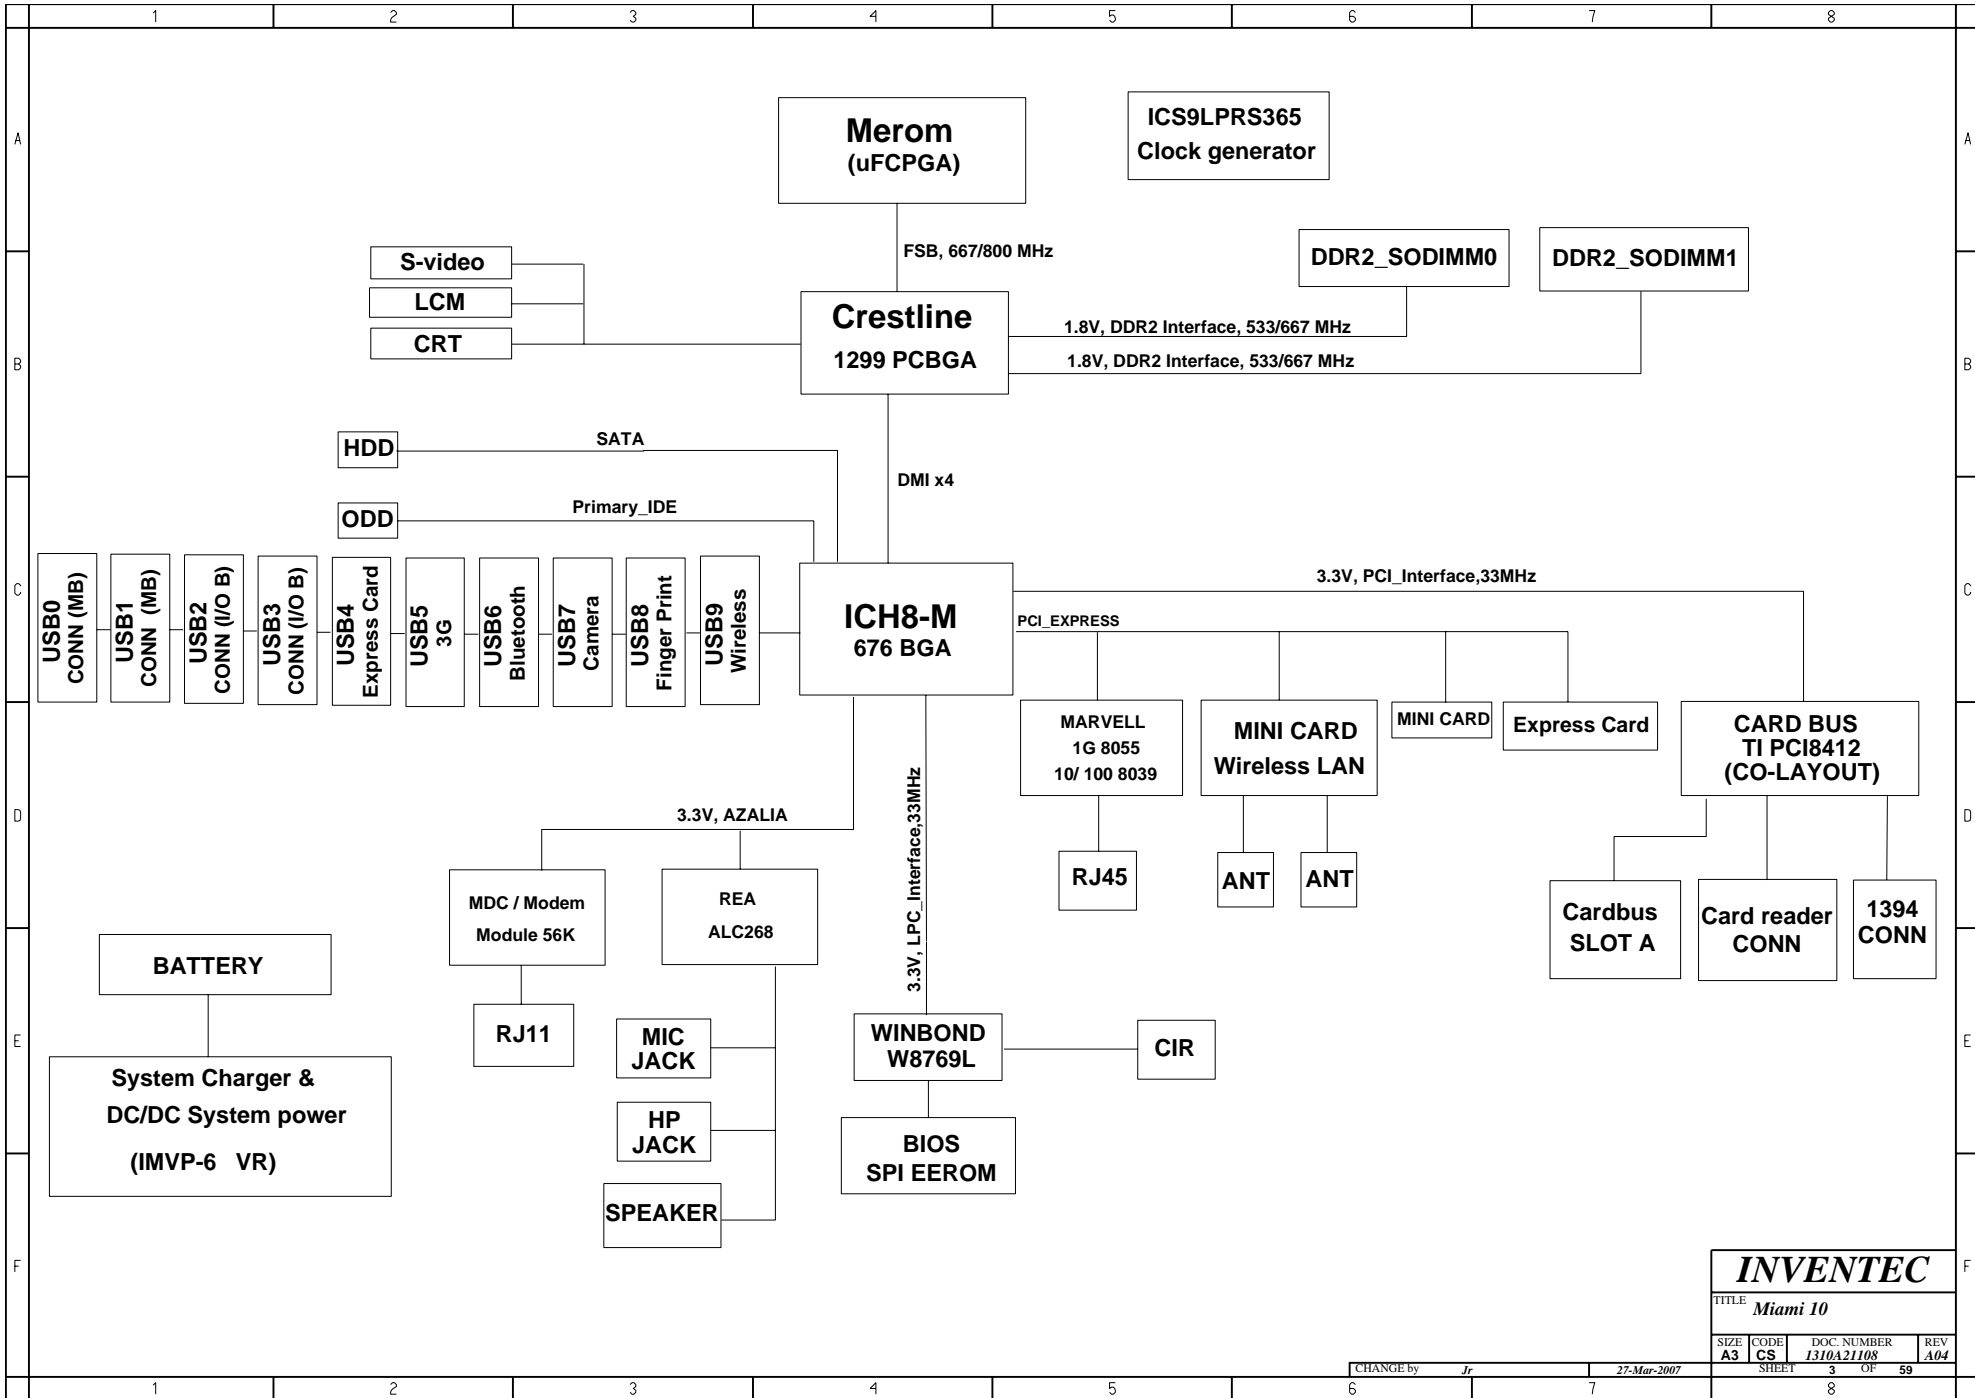 1 2 3 4 5 6 7 8
A A
Merom
(uFCPGA)
ICS9LPRS365
Clock generator
FSB, 667/800 MHz
S-video
LCM
CRT
DDR2_SODIMM0
DDR2_SODIMM1
Crestline
1299 PCBGA
1.8V, DDR2 Interface, 533/667 MHz
1.8V, DDR2 Interface, 533/667 MHz
B B
HDD
SATA
DMI x4
ODD
Primary_IDE
C C
USB0
CONN (MB)
USB1
CONN (MB)
USB2
CONN (I/O B)
USB3
CONN (I/O B)
USB4
Express Card
USB5
3G
USB6
Bluetooth
USB7
Camera
USB8
Finger Print
USB9
Wireless
ICH8-M
676 BGA
3.3V, PCI_Interface,33MHz
PCI_EXPRESS
MARVELL
1G 8055
10/ 100 8039
MINI CARD
Wireless LAN
MINI CARD
Express Card
CARD BUS
TI PCI8412
(CO-LAYOUT)
D D
3.3V, AZALIA
3.3V, LPC_Interface,33MHz
RJ45
ANT
ANT
MDC / Modem
Module 56K
REA
ALC268
Cardbus
SLOT A
Card reader
CONN
1394
CONN
BATTERY
RJ11
MIC
JACK
WINBOND
W8769L
CIR
E E
System Charger &
DC/DC System power
(IMVP-6 VR)
HP
JACK
BIOS
SPI EEROM
SPEAKER
F F
INVENTEC
TITLE
Miami 10
SIZE CODE DOC. NUMBER REV
A3 CS 1310A21108 A04
CHANGE by Jr 27-Mar-2007 SHEET 3 OF 59
1 2 3 4 5 6 7 8